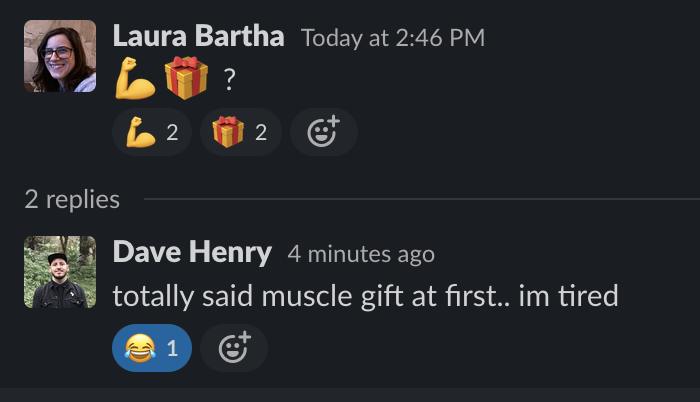 Laura Bartha Today at 2:46 PM
💪🎁 ?
💪 2 🎁 2
2 replies
Dave Henry 4 minutes ago
totally said muscle gift at first.. im tired
😂 1